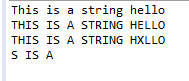 This is a string hello
THIS IS A STRING HELLO
THIS IS A STRING HXLLO
S IS A